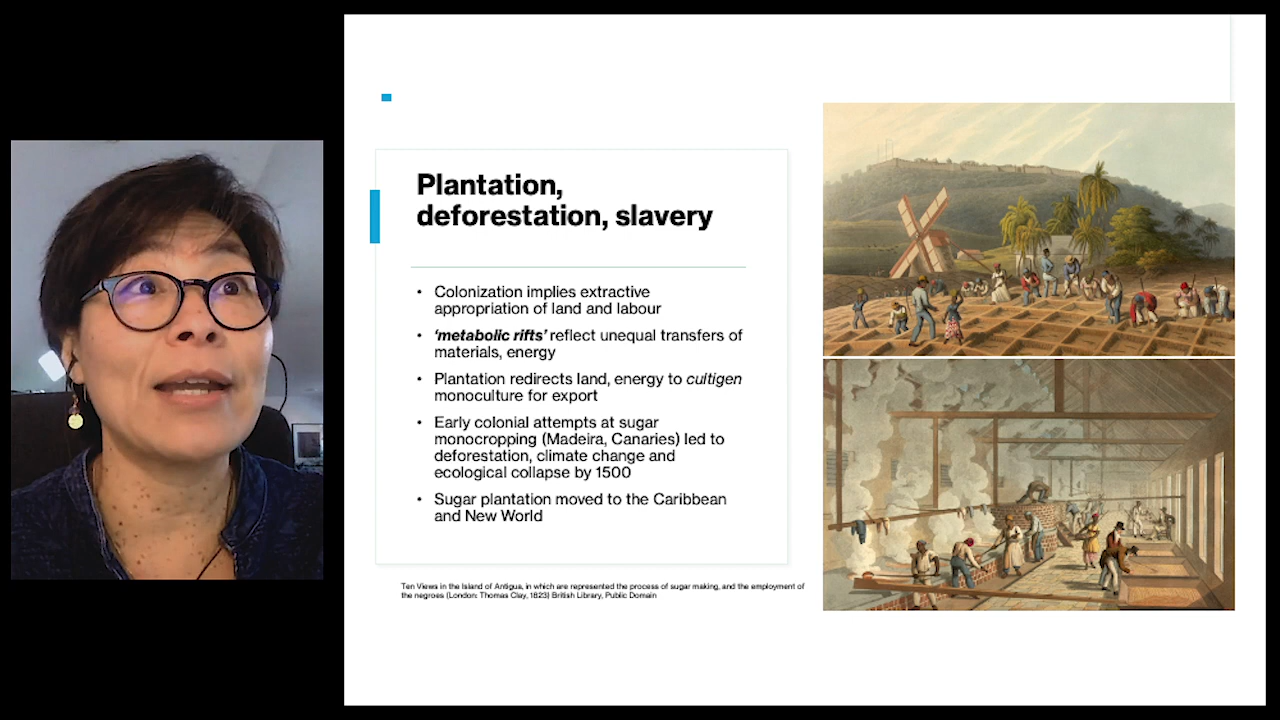 Plantation,
deforestation, slavery
• Colonization implies extractive
appropriation of land and labour
• ‘metabolic rifts’ reflect unequal transfers of
materials, energy
• Plantation redirects land, energy to cultigen
monoculture for export
• Early colonial attempts at sugar
monocropping (Madeira, Canaries) led to
deforestation, climate change and
ecological collapse by 1500
• Sugar plantation moved to the Caribbean
and New World
Ten Views in the Island of Antigua, in which are represented the process of sugar making, and the employment of
the negroes (London: Thomas Clay, 1823) British Library, Public Domain